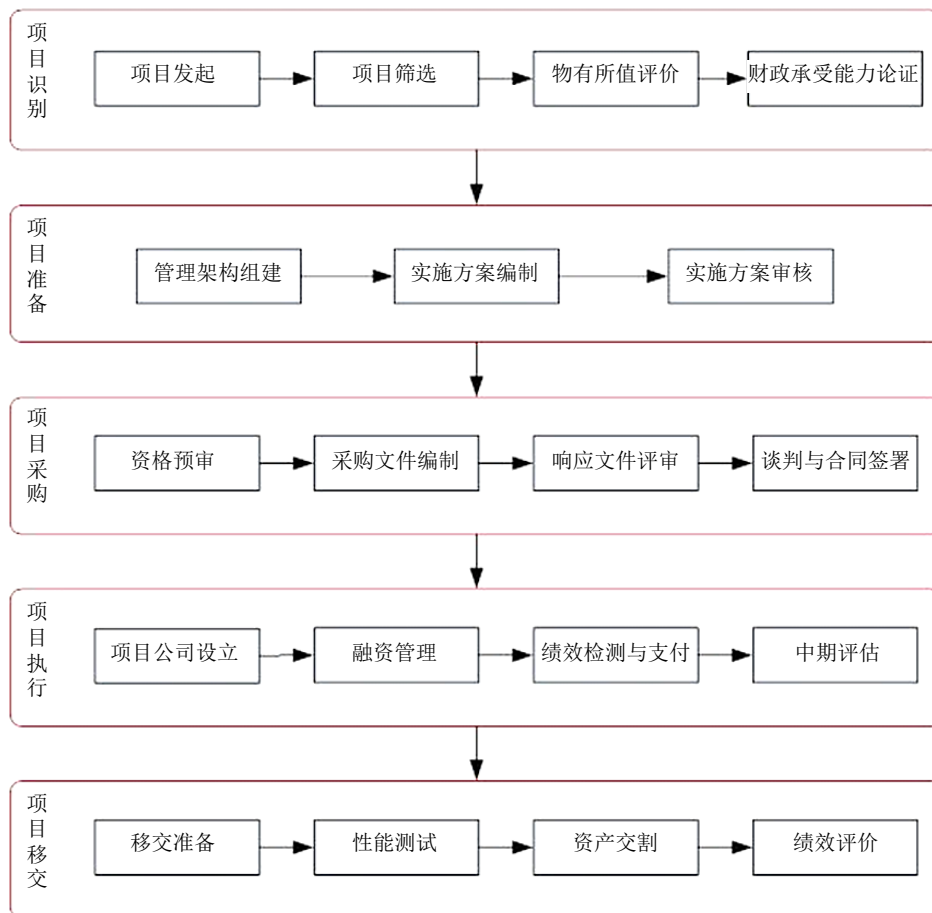 项目识别
项目发起
项目筛选
物有所值评价
财政承受能力论证
项目准备
管理架构组建
实施方案编制
实施方案审核
项目采购
资格预审
采购文件编制
响应文件评审
谈判与合同签署
项目执行
项目公司设立
融资管理
绩效检测与支付
中期评估
项目移交
移交准备
性能测试
资产交割
绩效评价